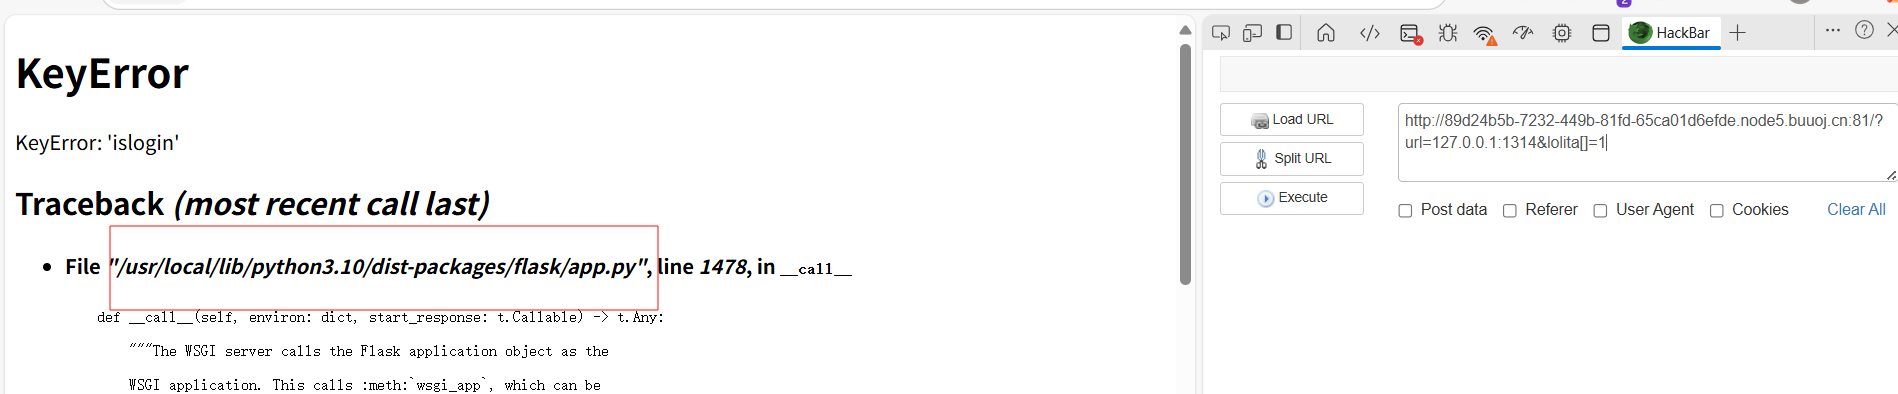 KeyError
KeyError: 'islogin'
Traceback (most recent call last)
File "/usr/local/lib/python3.10/dist-packages/flask/app.py", line 1478, in __call__
def __call__(self, environ: dict, start_response: t.Callable) -> t.Any:
"""The WSGI server calls the Flask application object as the
WSGI application. This calls :meth:`wsgi_app`, which can be
2
HackBar
Load URL
Split URL
Execute
http://89d24b5b-7232-449b-81fd-65ca01d6efde.node5.buuoj.cn:81/?
url=127.0.0.1:1314&lolita[]=1
Post data
Referer
User Agent
Cookies
Clear All